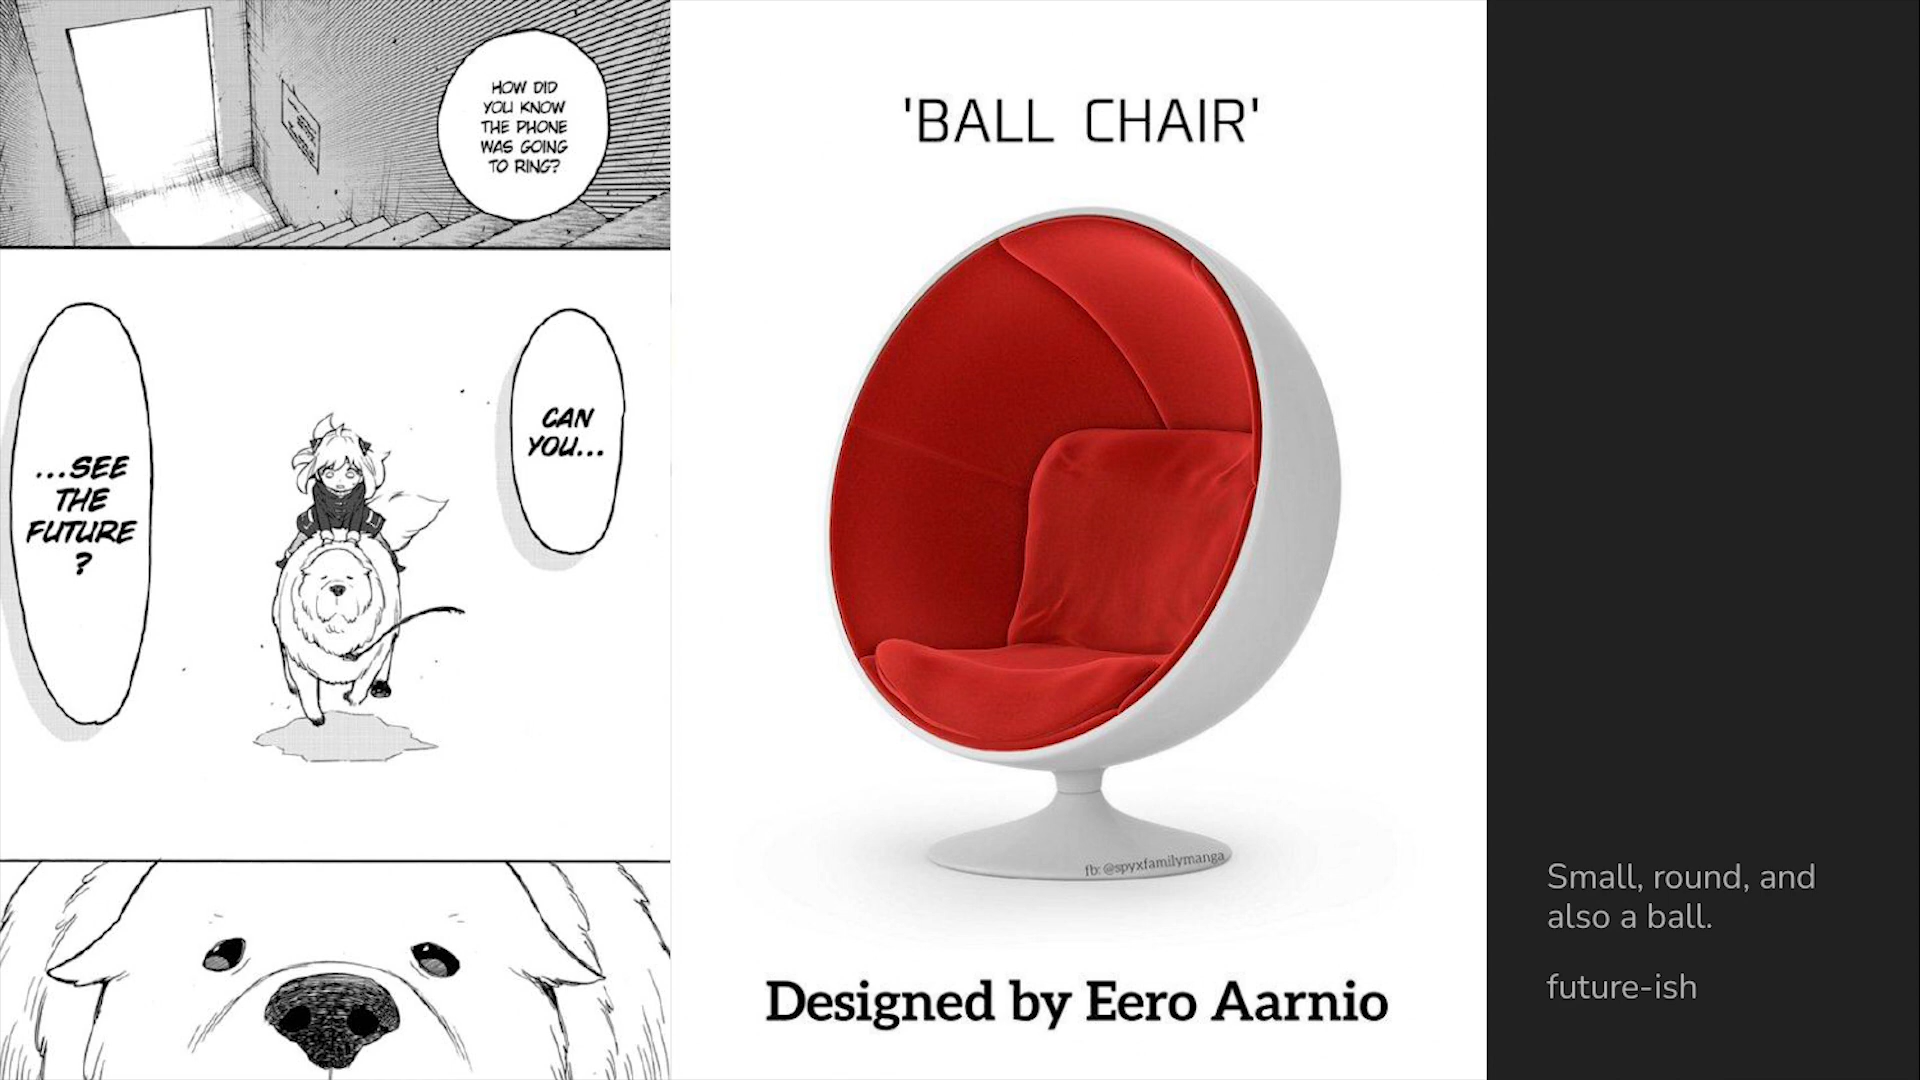 HOW DID
YOU KNOW
THE PHONE
WAS GOING
TO RING?
CAN
YOU...
...SEE
THE
FUTURE
?
'BALL CHAIR'
fb: @spyxfamilymanga
Designed by Eero Aarnio
Small, round, and
also a ball.
future-ish